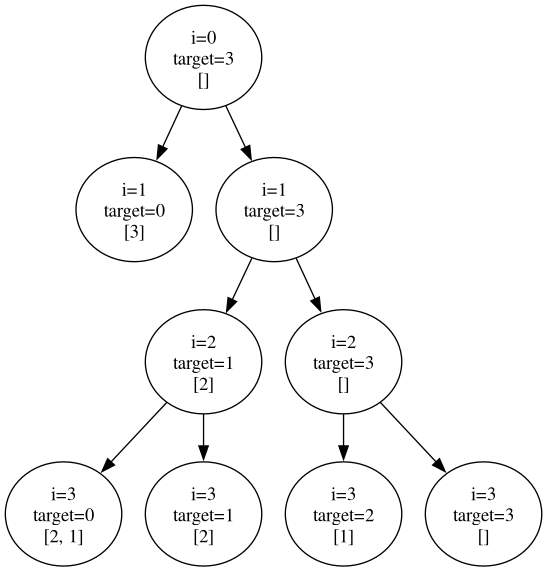 i=0
target=3
[]
i=1
target=0
[3]
i=1
target=3
[]
i=2
target=1
[2]
i=2
target=3
[]
i=3
target=0
[2, 1]
i=3
target=1
[2]
i=3
target=2
[1]
i=3
target=3
[]